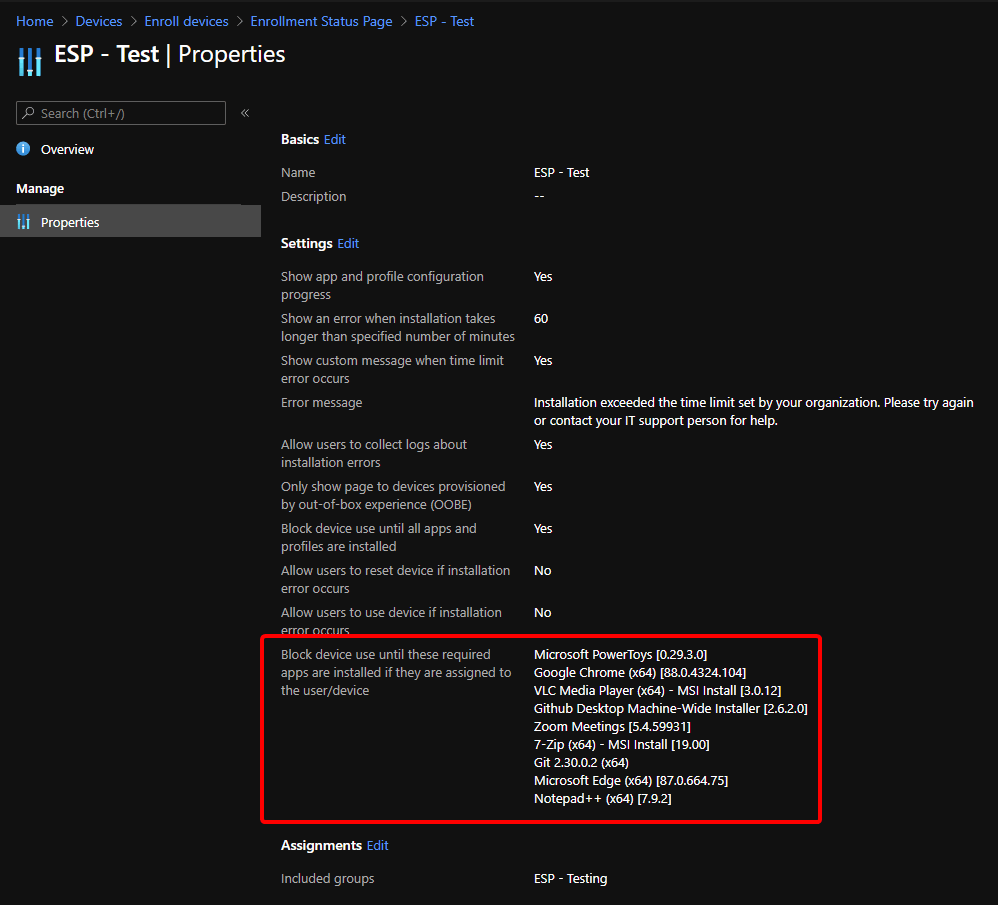 Home > Devices > Enroll devices > Enrollment Status Page > ESP - Test
ESP - Test | Properties
Search (Ctrl+/)
«
Overview
Manage
Properties
Basics Edit
Name ESP - Test
Description --
Settings Edit
Show app and profile configuration Yes
progress
Show an error when installation takes 60
longer than specified number of minutes
Show custom message when time limit Yes
error occurs
Error message Installation exceeded the time limit set by your organization. Please try again
or contact your IT support person for help.
Allow users to collect logs about Yes
installation errors
Only show page to devices provisioned Yes
by out-of-box experience (OOBE)
Block device use until all apps and Yes
profiles are installed
Allow users to reset device if installation No
error occurs
Allow users to use device if installation No
error occurs
Block device use until these required Microsoft PowerToys [0.29.3.0]
apps are installed if they are assigned to Google Chrome (x64) [88.0.4324.104]
the user/device VLC Media Player (x64) - MSI Install [3.0.12]
Github Desktop Machine-Wide Installer [2.6.2.0]
Zoom Meetings [5.4.59931]
7-Zip (x64) - MSI Install [19.00]
Git 2.30.0.2 (x64)
Microsoft Edge (x64) [87.0.664.75]
Notepad++ (x64) [7.9.2]
Assignments Edit
Included groups ESP - Testing